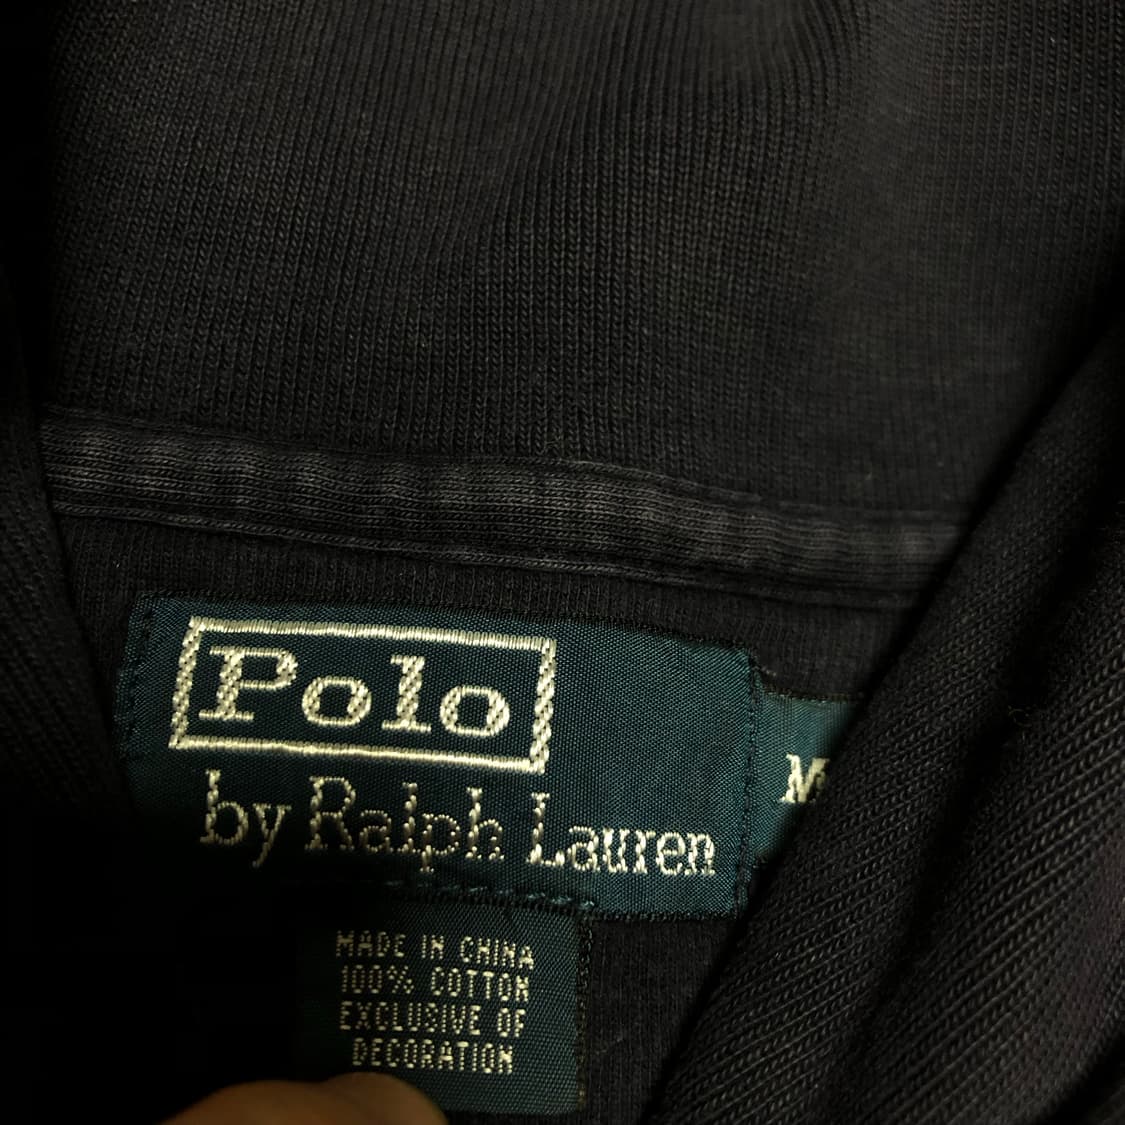 Polo
by Ralph Lauren
M
MADE IN CHINA
100% COTTON
EXCLUSIVE OF
DECORATION